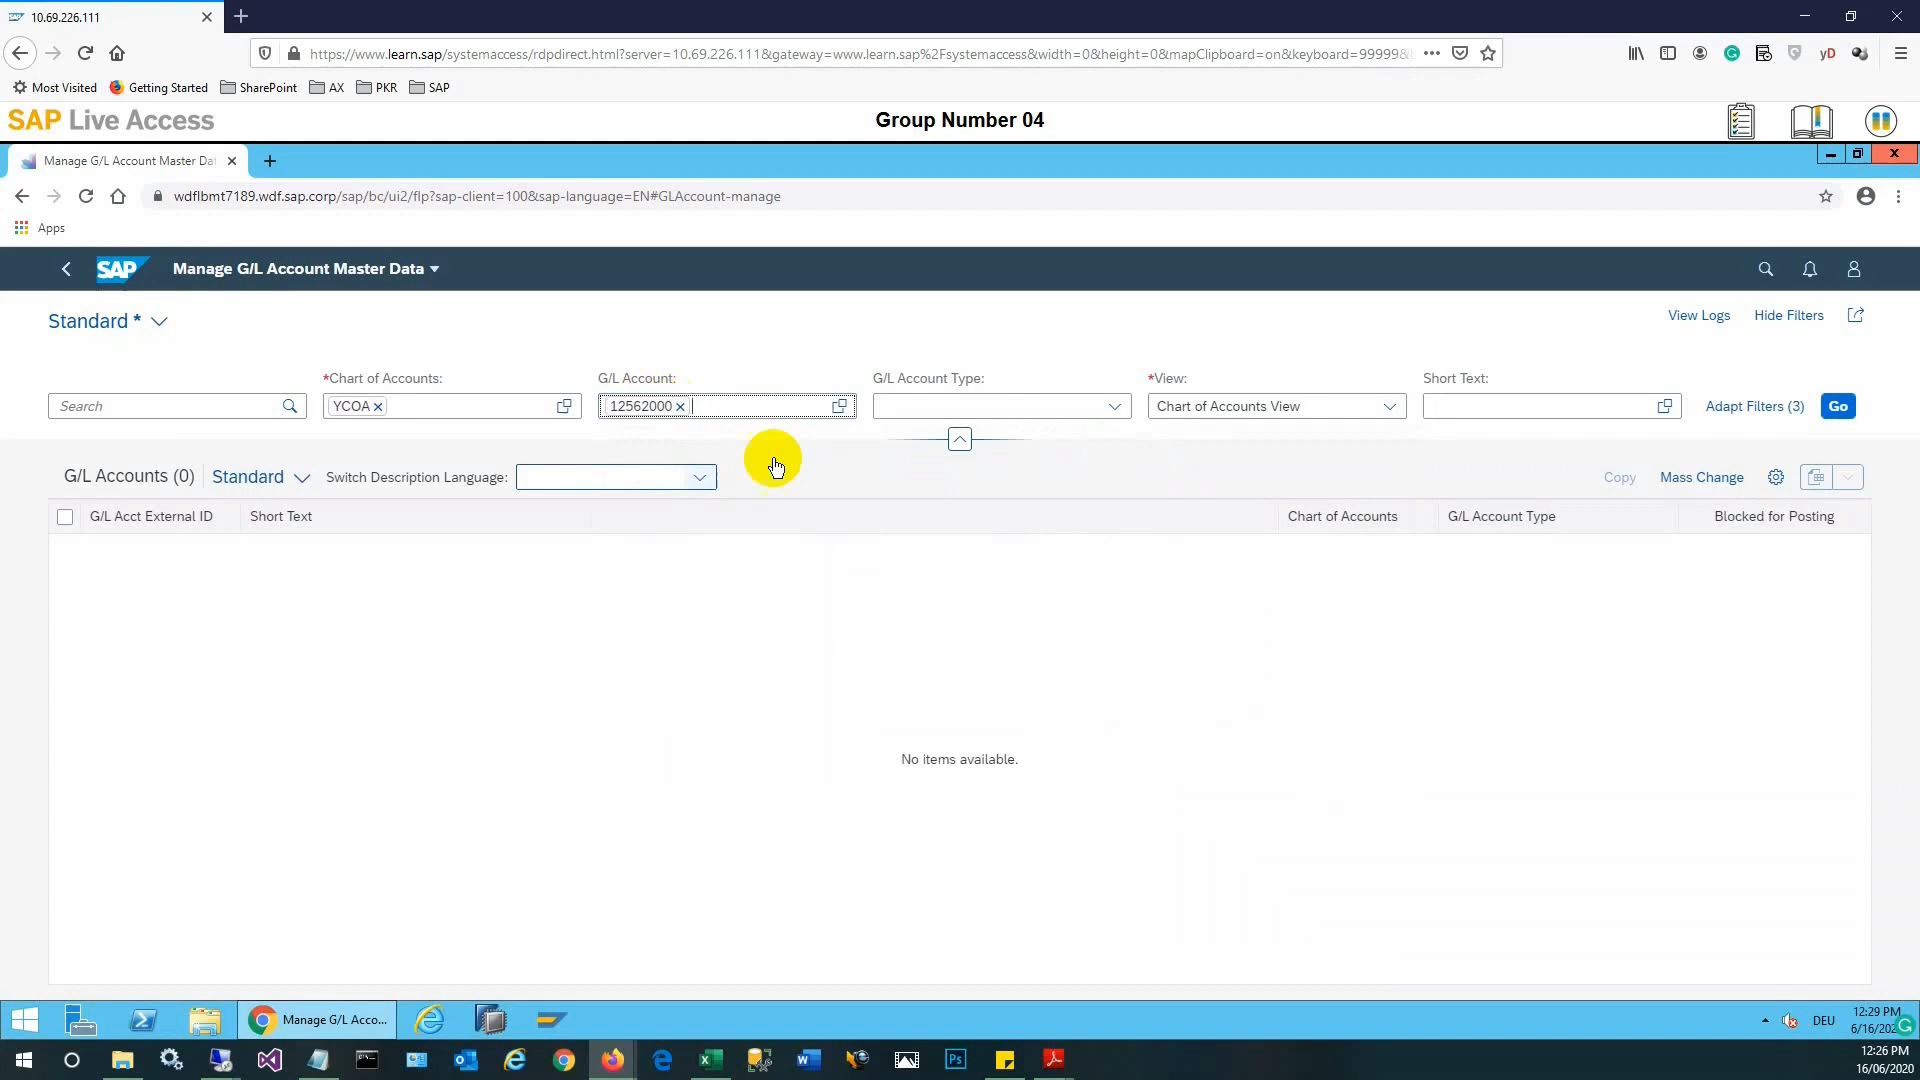 10.69.226.111
https://www.learn.sap/systemaccess/rdpdirect.html?server=10.69.226.111&gateway=www.learn.sap%2Fsystemaccess&width=0&height=0&mapClipboard=on&keyboard=99999&
Most Visited Getting Started SharePoint AX PKR SAP
SAP Live Access Group Number 04
Manage G/L Account Master Dat
wdflbmt7189.wdf.sap.corp/sap/bc/ui2/flp?sap-client=100&sap-language=EN#GLAccount-manage
Apps
SAP Manage G/L Account Master Data
Standard * View Logs Hide Filters
*Chart of Accounts: G/L Account: G/L Account Type: *View: Short Text:
Search YCOA 12562000 Chart of Accounts View Adapt Filters (3) Go
G/L Accounts (0) Standard Switch Description Language: Copy Mass Change
G/L Acct External ID Short Text Chart of Accounts G/L Account Type Blocked for Posting
No items available.
Manage G/L Acco... DEU 12:29 PM
12:26 PM
16/06/2020